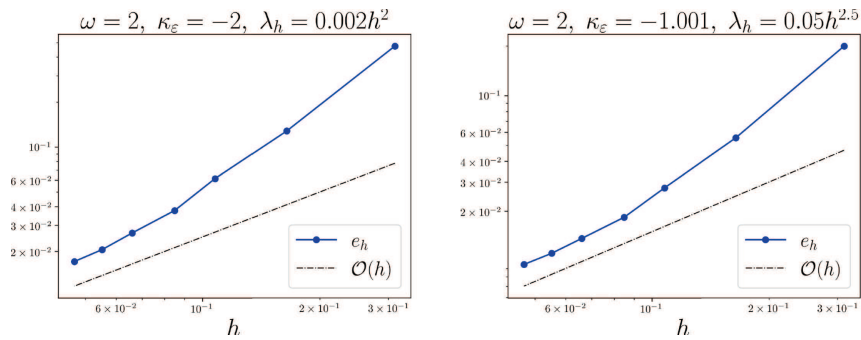 ω = 2, κ_ε = −2, λ_h = 0.002h^2
10^{-1}
6 × 10^{-2}
4 × 10^{-2}
3 × 10^{-2}
2 × 10^{-2}
e_h
O(h)
6 × 10^{-2}
10^{-1}
2 × 10^{-1}
3 × 10^{-1}
h
ω = 2, κ_ε = −1.001, λ_h = 0.05h^{2.5}
10^{-1}
6 × 10^{-2}
4 × 10^{-2}
3 × 10^{-2}
2 × 10^{-2}
e_h
O(h)
6 × 10^{-2}
10^{-1}
2 × 10^{-1}
3 × 10^{-1}
h